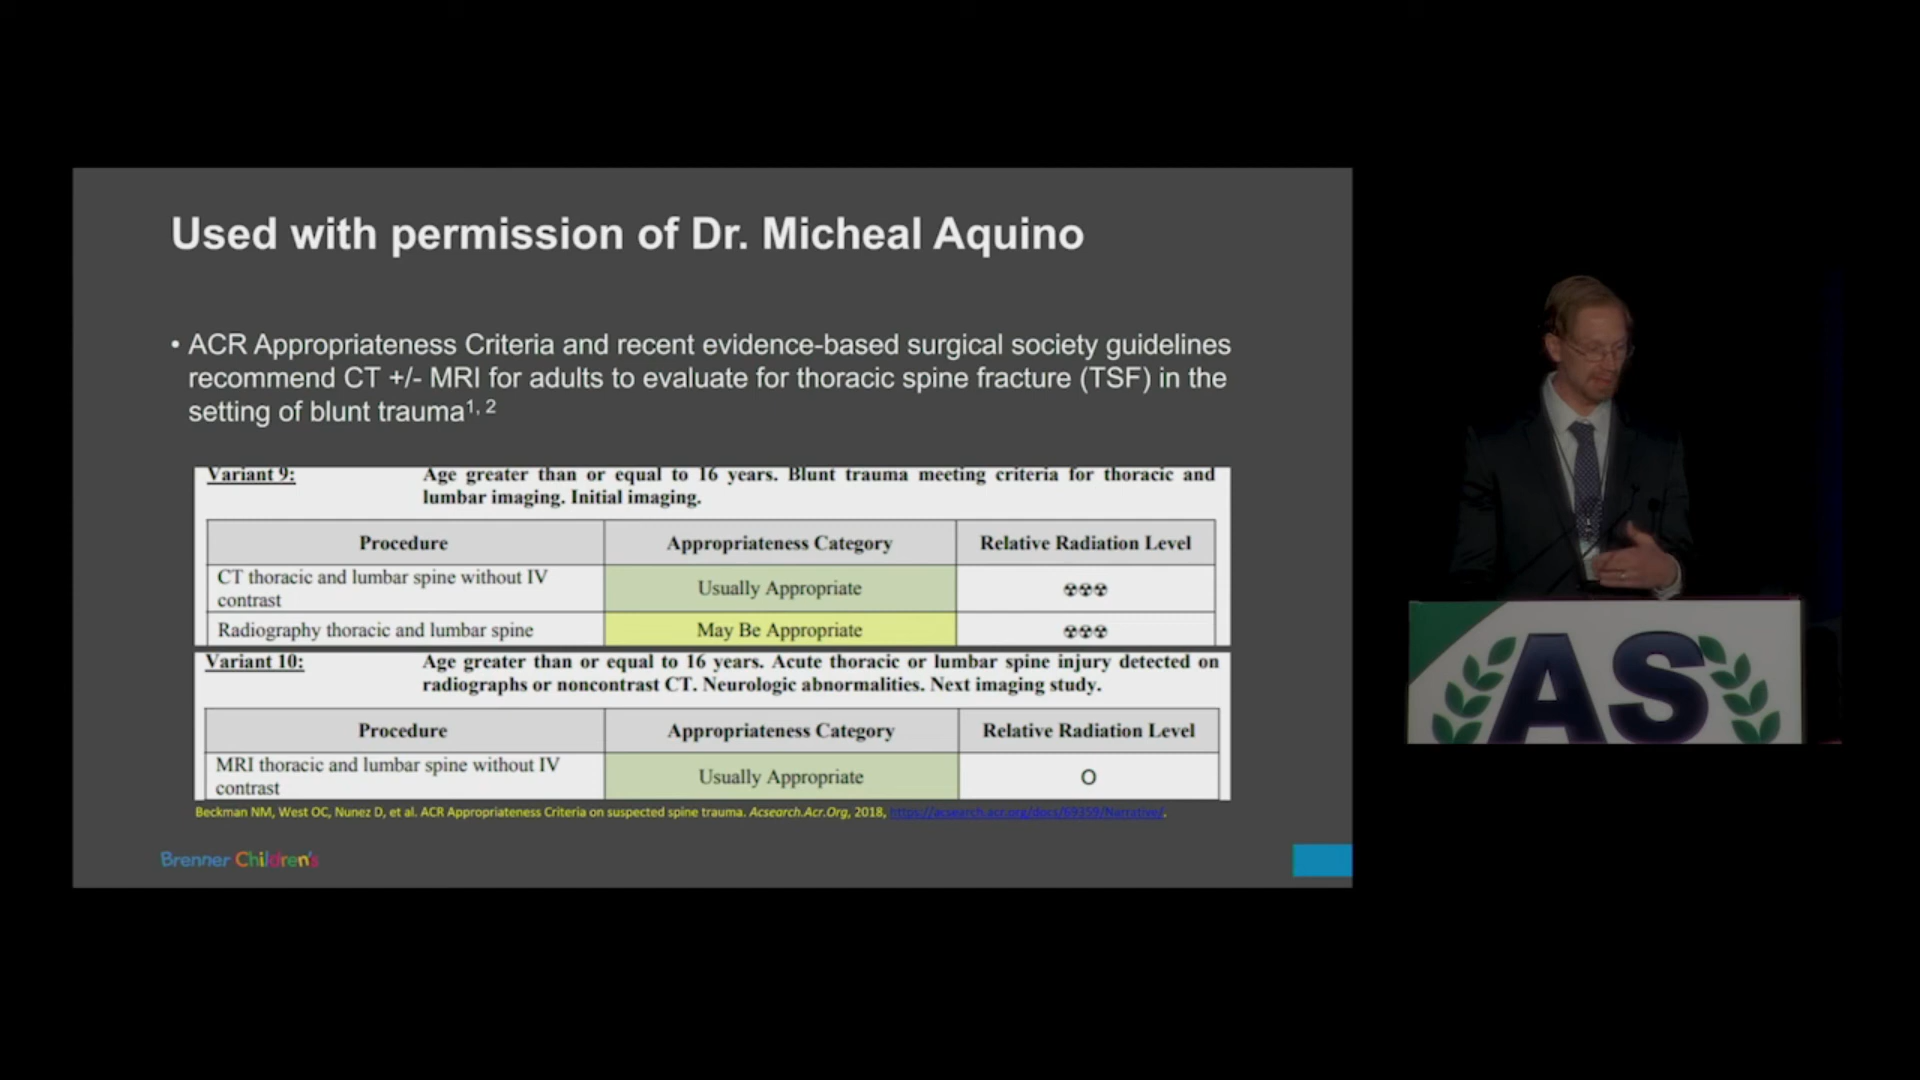 Used with permission of Dr. Micheal Aquino
• ACR Appropriateness Criteria and recent evidence-based surgical society guidelines
recommend CT +/- MRI for adults to evaluate for thoracic spine fracture (TSF) in the
setting of blunt trauma1, 2
Variant 9: Age greater than or equal to 16 years. Blunt trauma meeting criteria for thoracic and
lumbar imaging. Initial imaging.
Procedure Appropriateness Category Relative Radiation Level
CT thoracic and lumbar spine without IV
contrast
Usually Appropriate ☢☢☢
Radiography thoracic and lumbar spine May Be Appropriate ☢☢☢
Variant 10: Age greater than or equal to 16 years. Acute thoracic or lumbar spine injury detected on
radiographs or noncontrast CT. Neurologic abnormalities. Next imaging study.
Procedure Appropriateness Category Relative Radiation Level
MRI thoracic and lumbar spine without IV
contrast
Usually Appropriate O
Beckman NM, West OC, Nunez D, et al. ACR Appropriateness Criteria on suspected spine trauma. Acsearch.Acr.Org, 2018, https://acsearch.acr.org/docs/69359/Narrative/.
Brenner Children's
AS